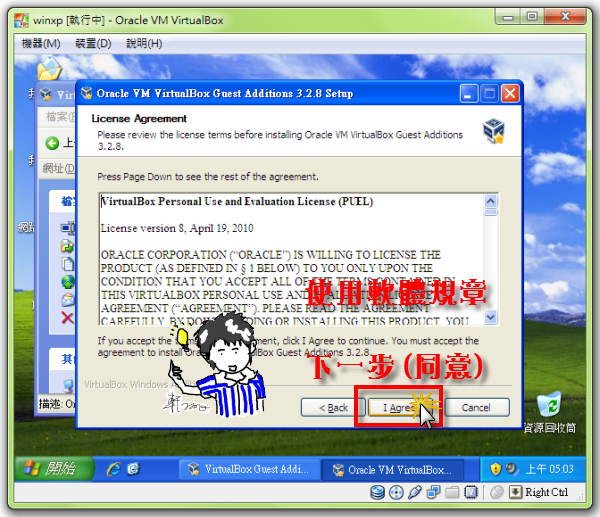 winxp [執行中] - Oracle VM VirtualBox
機器(M) 裝置(D) 說明(H)
Oracle VM VirtualBox Guest Additions 3.2.8 Setup
License Agreement
Please review the license terms before installing Oracle VM VirtualBox Guest Additions
3.2.8.
Press Page Down to see the rest of the agreement.
VirtualBox Personal Use and Evaluation License (PUEL)
License version 8, April 19, 2010
ORACLE CORPORATION (“ORACLE”) IS WILLING TO LICENSE THE
PRODUCT (AS DEFINED IN § 1 BELOW) TO YOU ONLY UPON THE
CONDITION THAT YOU ACCEPT ALL OF THE TERMS CONTAINED IN
THIS VIRTUALBOX PERSONAL USE AND
AGREEMENT (“AGREEMENT”). PLEASE READ THE AGREEMENT
CAREFULLY. BY DOWNLOADING OR INSTALLING THIS PRODUCT, YOU
使用軟體規章
If you accept the terms of the agreement, click I Agree to continue. You must accept the
agreement to install Oracle VM VirtualBox Guest Additions 3.2.8.
下一步(同意)
VirtualBox Windows
< Back
I Agree
Cancel
資源回收筒
開始
VirtualBox Guest Addi...
Oracle VM VirtualBox...
上午 05:03
Right Ctrl